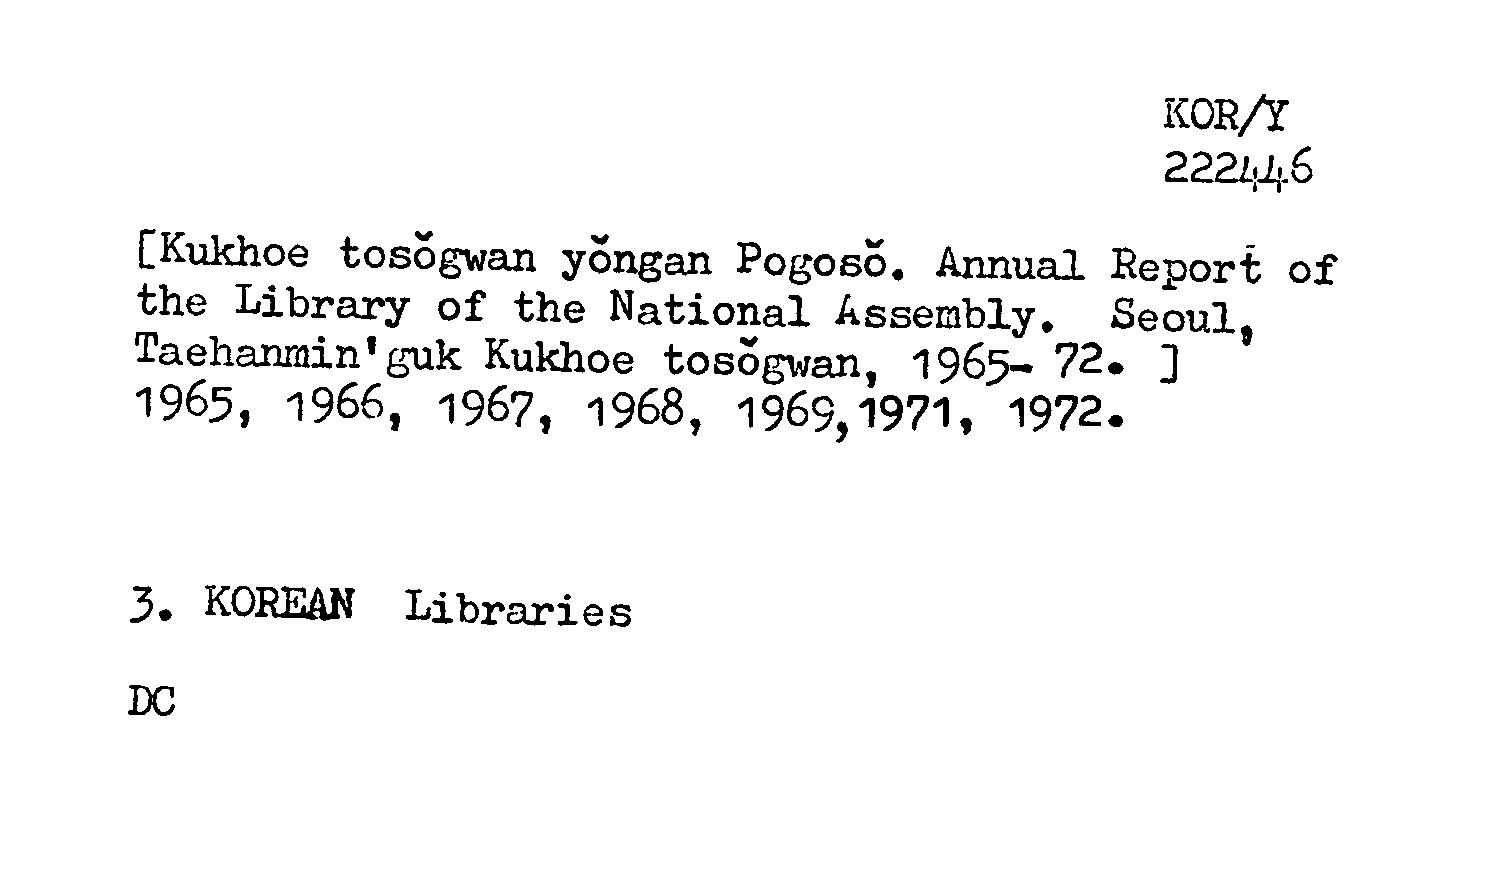 KOR/Y
222446
[Kukhoe tosŏgwan yŏngan Pogosŏ. Annual Report of
the Library of the National Assembly. Seoul,
Taehanmin'guk Kukhoe tosŏgwan, 1965- 72. ]
1965, 1966, 1967, 1968, 1969,1971, 1972.
3. KOREAN Libraries
DC